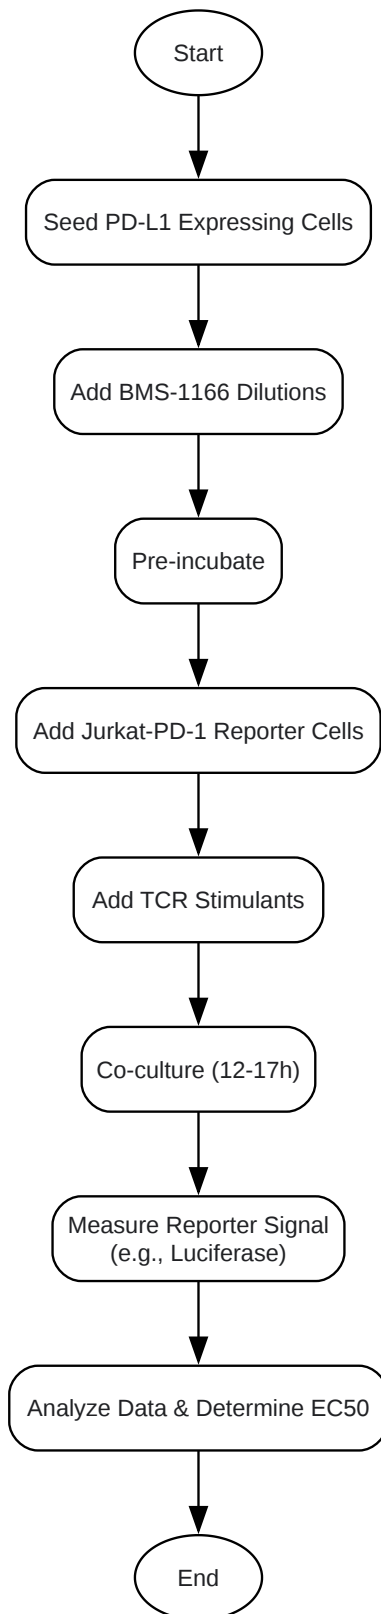 Start
Seed PD-L1 Expressing Cells
Add BMS-1166 Dilutions
Pre-incubate
Add Jurkat-PD-1 Reporter Cells
Add TCR Stimulants
Co-culture (12-17h)
Measure Reporter Signal
(e.g., Luciferase)
Analyze Data & Determine EC50
End